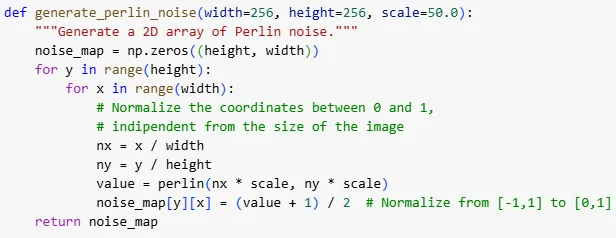 def generate_perlin_noise(width=256, height=256, scale=50.0):
    """Generate a 2D array of Perlin noise."""
    noise_map = np.zeros((height, width))
    for y in range(height):
        for x in range(width):
            # Normalize the coordinates between 0 and 1,
            # indipendent from the size of the image
            nx = x / width
            ny = y / height
            value = perlin(nx * scale, ny * scale)
            noise_map[y][x] = (value + 1) / 2  # Normalize from [-1,1] to [0,1]
    return noise_map